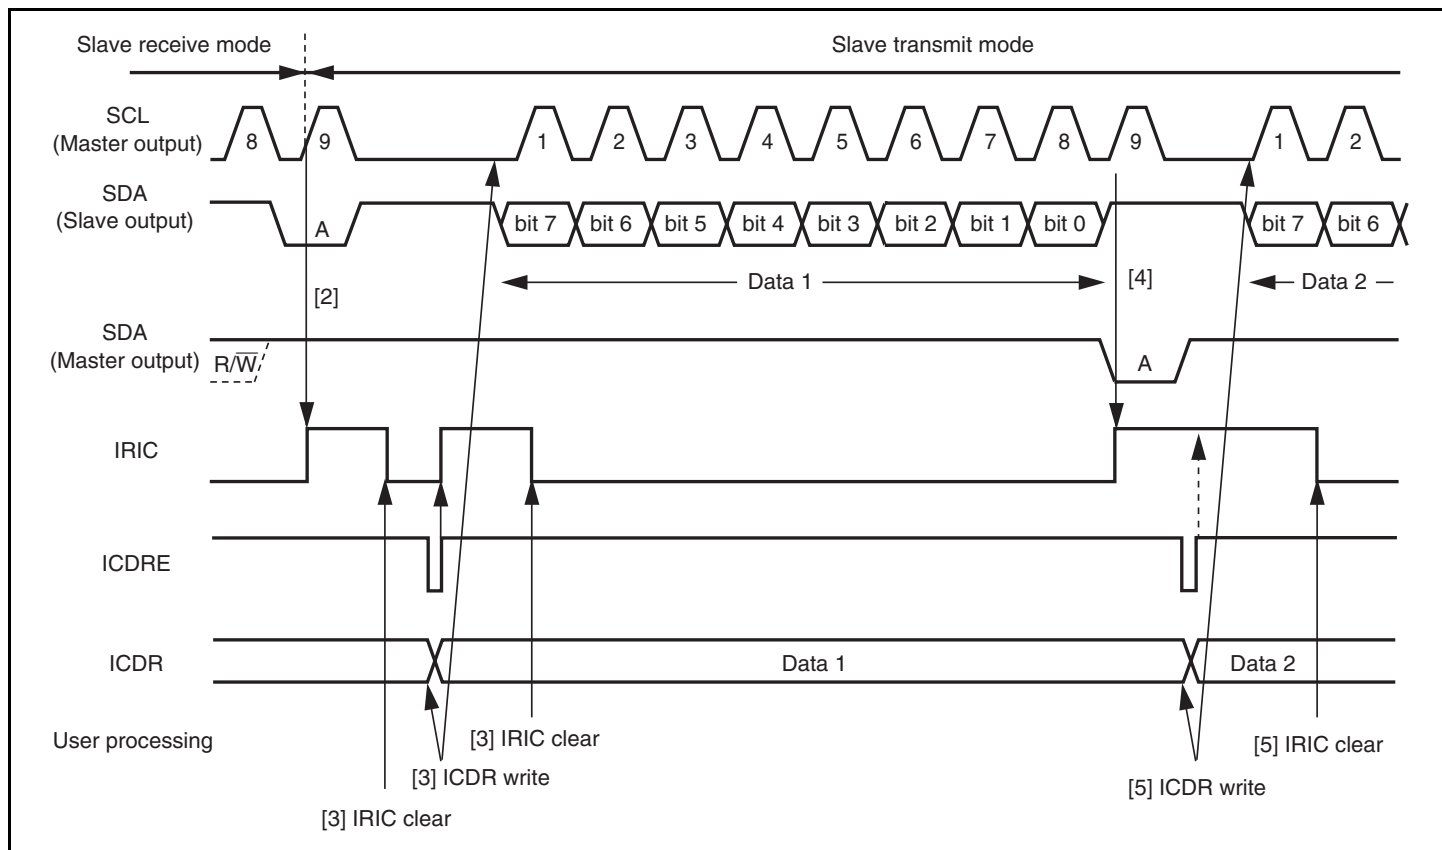 Slave receive mode
Slave transmit mode
SCL
(Master output)
8
9
1
2
3
4
5
6
7
8
9
1
2
SDA
(Slave output)
A
bit 7
bit 6
bit 5
bit 4
bit 3
bit 2
bit 1
bit 0
bit 7
bit 6
[2]
Data 1
[4]
Data 2
SDA
(Master output)
R/W̅
A
IRIC
ICDRE
ICDR
Data 1
Data 2
User processing
[3] IRIC clear
[5] IRIC clear
[3] ICDR write
[5] ICDR write
[3] IRIC clear